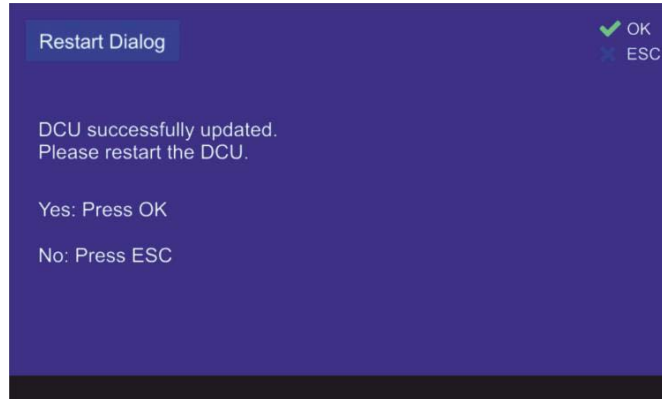 Restart Dialog
OK
ESC
DCU successfully updated.
Please restart the DCU.
Yes: Press OK
No: Press ESC